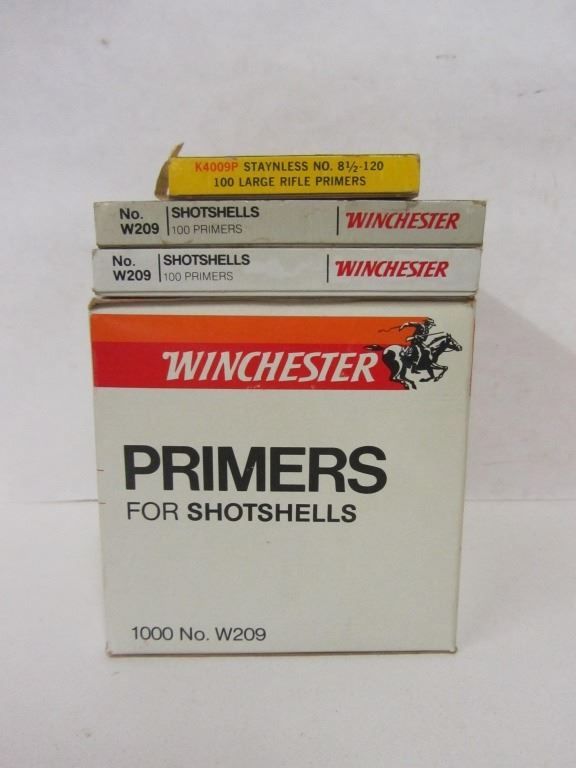 K4009P STAYNLESS NO. 8½-120
100 LARGE RIFLE PRIMERS
No. W209
SHOTSHELLS
100 PRIMERS
WINCHESTER
No. W209
SHOTSHELLS
100 PRIMERS
WINCHESTER
WINCHESTER
PRIMERS
FOR SHOTSHELLS
1000 No. W209